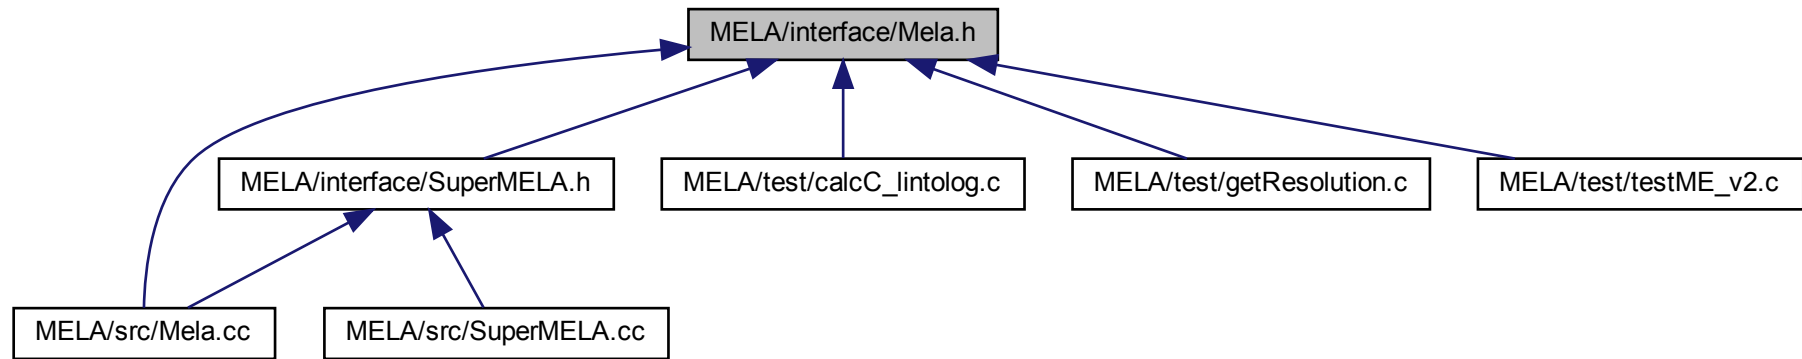 MELA/interface/Mela.h
MELA/interface/SuperMELA.h
MELA/test/calcC_lintolog.c
MELA/test/getResolution.c
MELA/test/testME_v2.c
MELA/src/Mela.cc
MELA/src/SuperMELA.cc